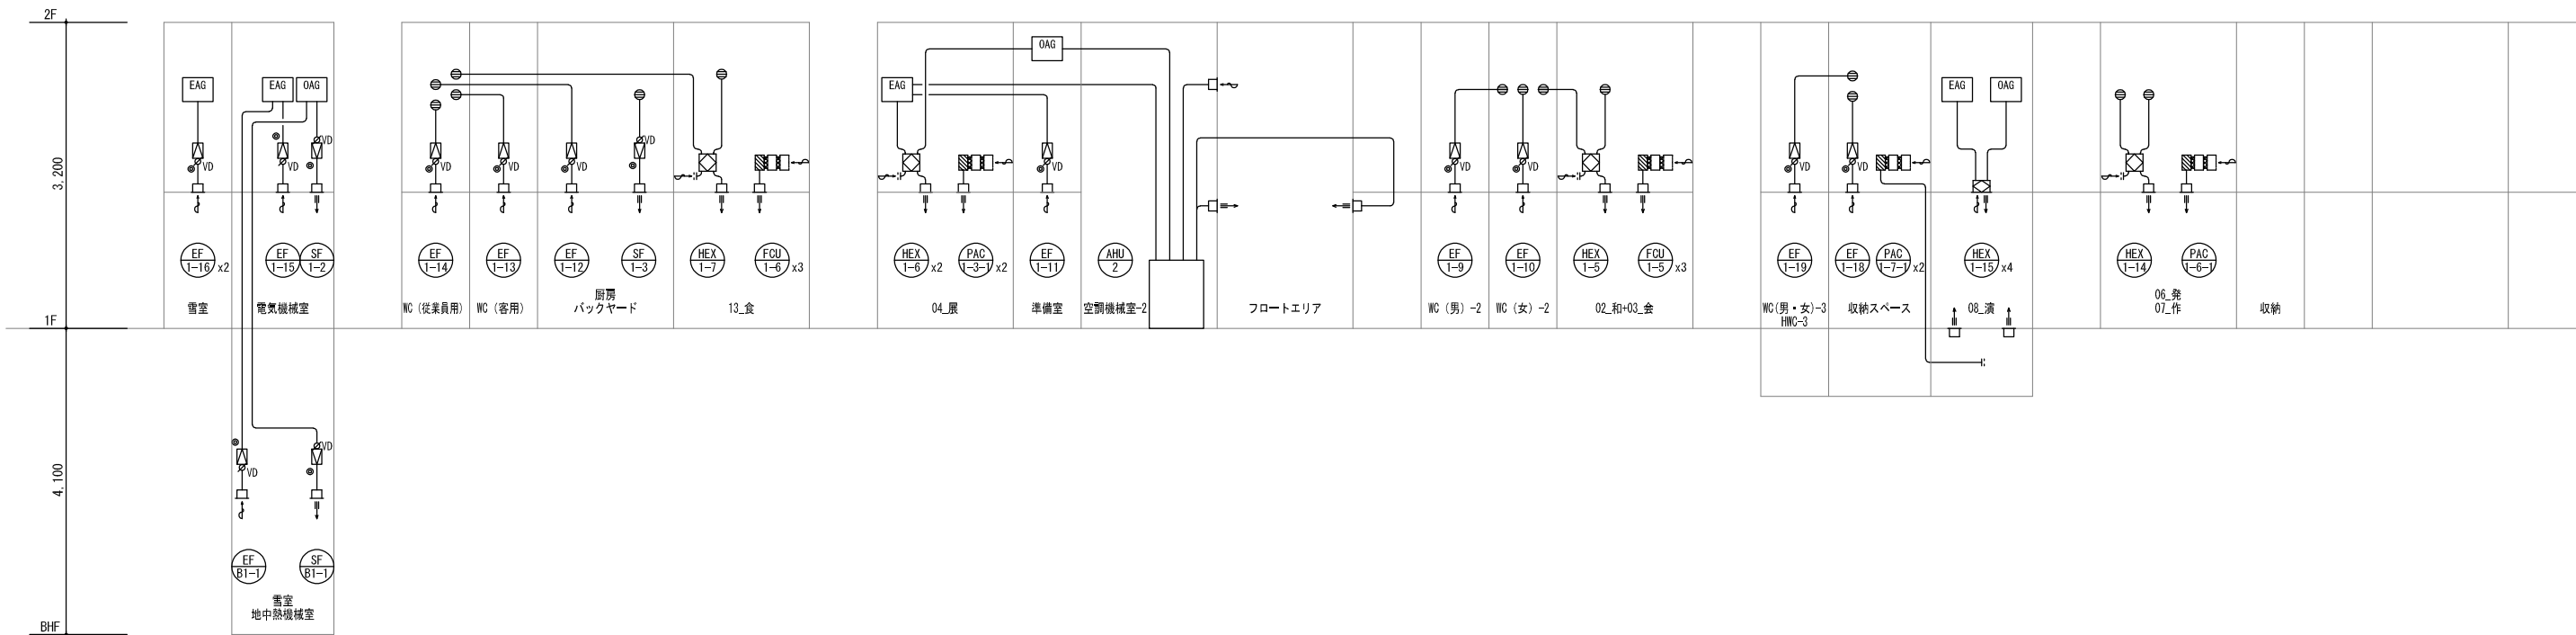 2F
OAG
EAG
EAG
OAG
EAG
EAG
OAG
VD
VD
VD
VD
VD
VD
VD
VD
VD
VD
VD
VD
VD
3,200
EF
1-16
x2
EF
1-15
SF
1-2
EF
1-14
EF
1-13
EF
1-12
SF
1-3
HEX
1-7
FCU
1-6
x3
HEX
1-6
x2
PAC
1-3-1
x2
EF
1-11
AHU
2
EF
1-9
EF
1-10
HEX
1-5
FCU
1-5
x3
EF
1-19
EF
1-18
PAC
1-7-1
x2
HEX
1-15
x4
HEX
1-14
PAC
1-6-1
雪室
電気機械室
WC (従業員用)
WC (客用)
厨房
バックヤード
13_食
04_展
準備室
空調機械室-2
フロートエリア
WC (男) -2
WC (女) -2
02_和+03_会
WC(男・女)-3
HWC-3
収納スペース
08_演
06_発
07_作
収納
1F
VD
VD
4,100
EF
B1-1
SF
B1-1
雪室
地中熱機械室
BHF